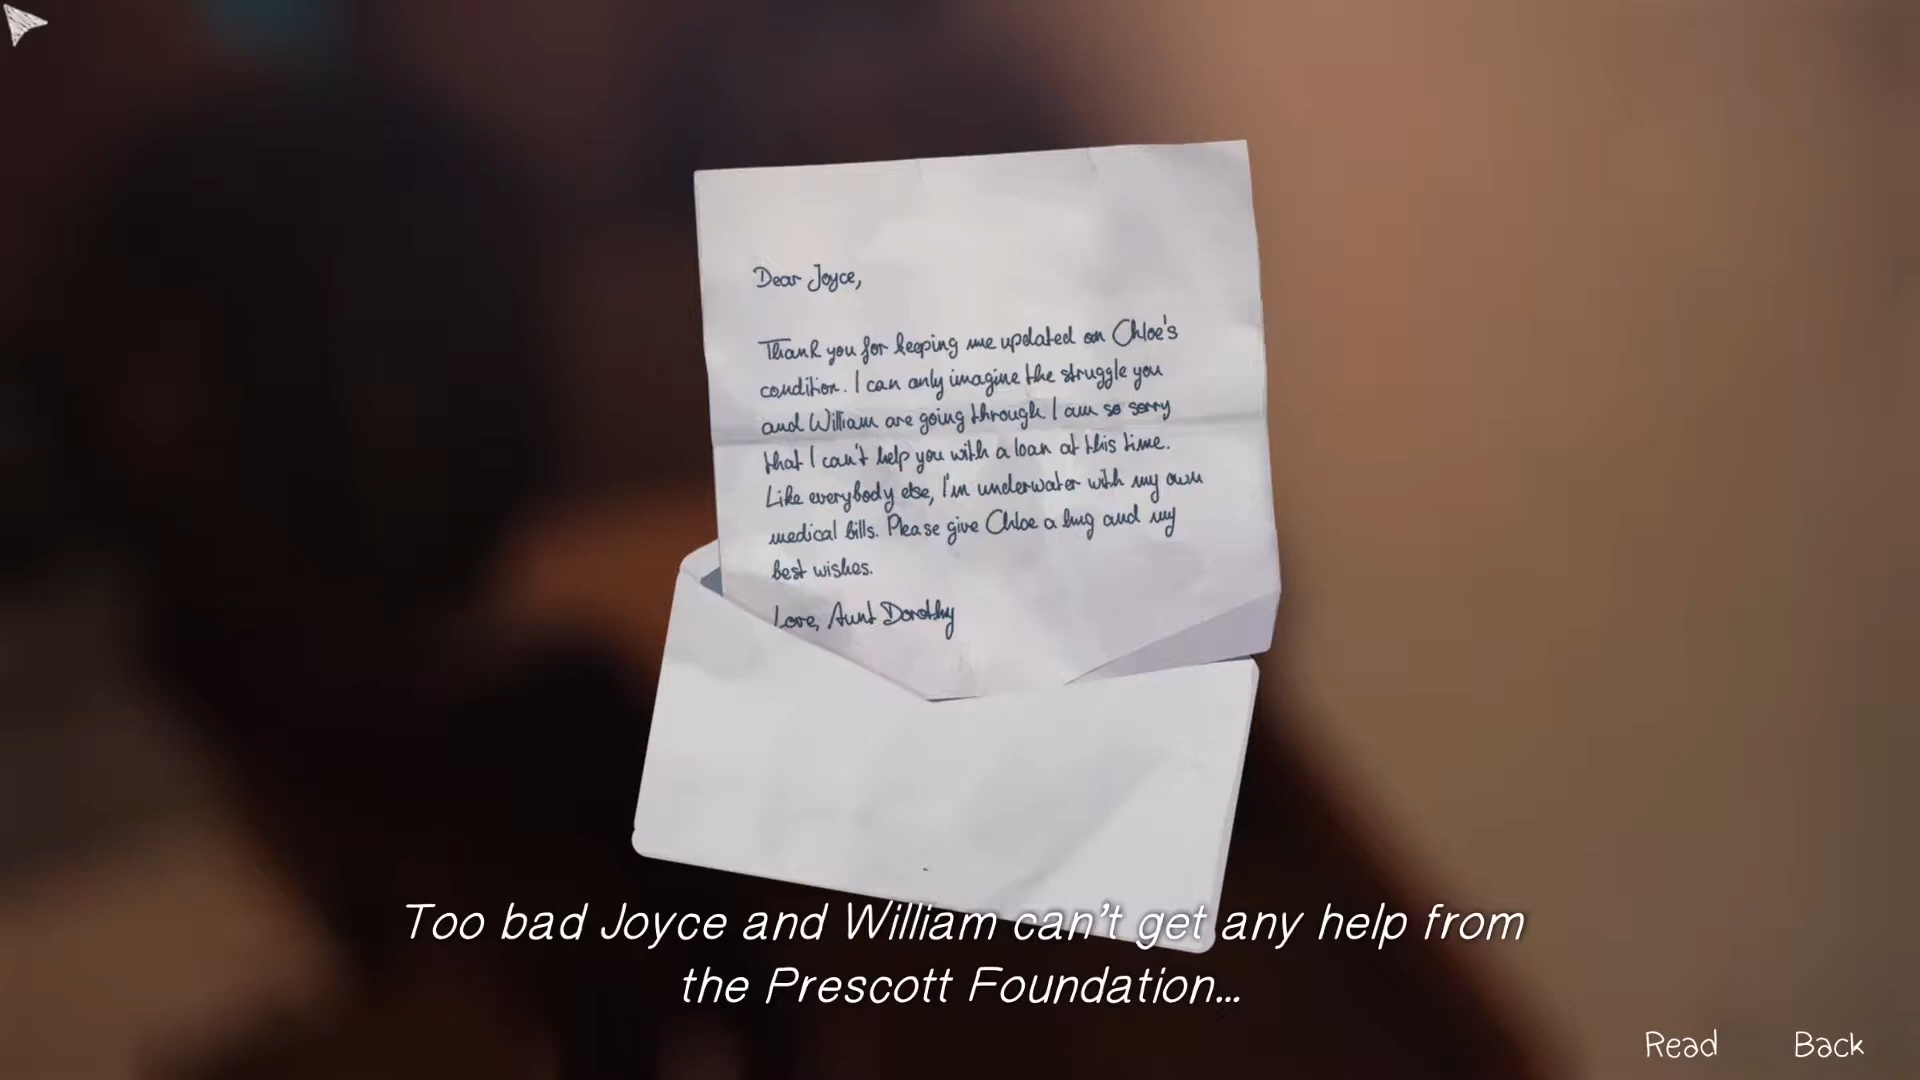 Dear Joyce,
Thank you for keeping me updated on Chloe's
condition. I can only imagine the struggle you
and William are going through. I am so sorry
that I can't help you with a loan at this time.
Like everybody else, I'm underwater with my own
medical bills. Please give Chloe a hug and my
best wishes.
Love, Aunt Dorothy
Too bad Joyce and William can't get any help from
the Prescott Foundation...
Read Back